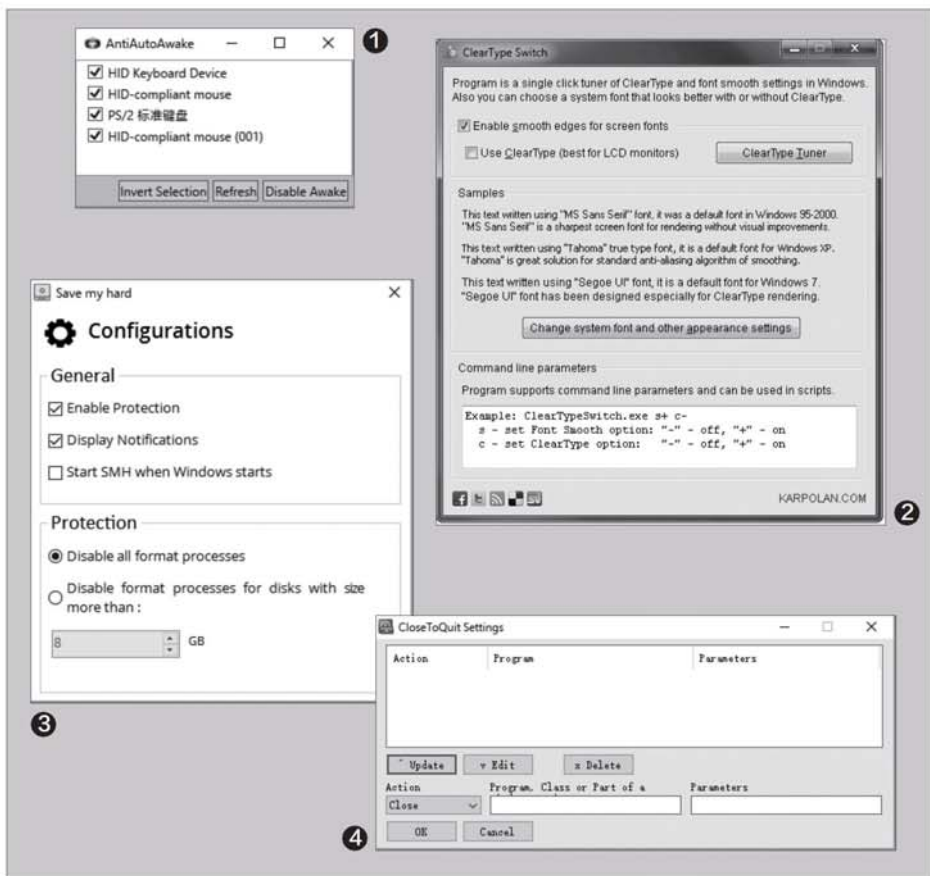 AntiAutoAwake
❶
HID Keyboard Device
HID-compliant mouse
PS/2 标准键盘
HID-compliant mouse (001)
Invert Selection Refresh Disable Awake
ClearType Switch
Program is a single click tuner of ClearType and font smooth settings in Windows.
Also you can choose a system font that looks better with or without ClearType.
Enable smooth edges for screen fonts
Use ClearType (best for LCD monitors) ClearType Tuner
Samples
This text written using "MS Sans Serif" font, it was a default font in Windows 95-2000.
"MS Sans Serif" is a sharpest screen font for rendering without visual improvements.
This text written using "Tahoma" true type font, it is a default font for Windows XP.
"Tahoma" is great solution for standard anti-aliasing algorithm of smoothing.
This text written using "Segoe UI" font, it is a default font for Windows 7.
"Segoe UI" font has been designed especially for ClearType rendering.
Change system font and other appearance settings
Command line parameters
Program supports command line parameters and can be used in scripts.
Example: ClearTypeSwitch.exe s+ c-
s - set Font Smooth option: "-" - off, "+" - on
c - set ClearType option: "-" - off, "+" - on
KARPOLAN.COM
❷
Save my hard
Configurations
General
Enable Protection
Display Notifications
Start SMH when Windows starts
Protection
Disable all format processes
Disable format processes for disks with size
more than :
8 GB
❸
CloseToQuit Settings
Action Program Parameters
^ Update v Edit x Delete
Action Program, Class or Part of a Parameters
Close
OK Cancel
❹